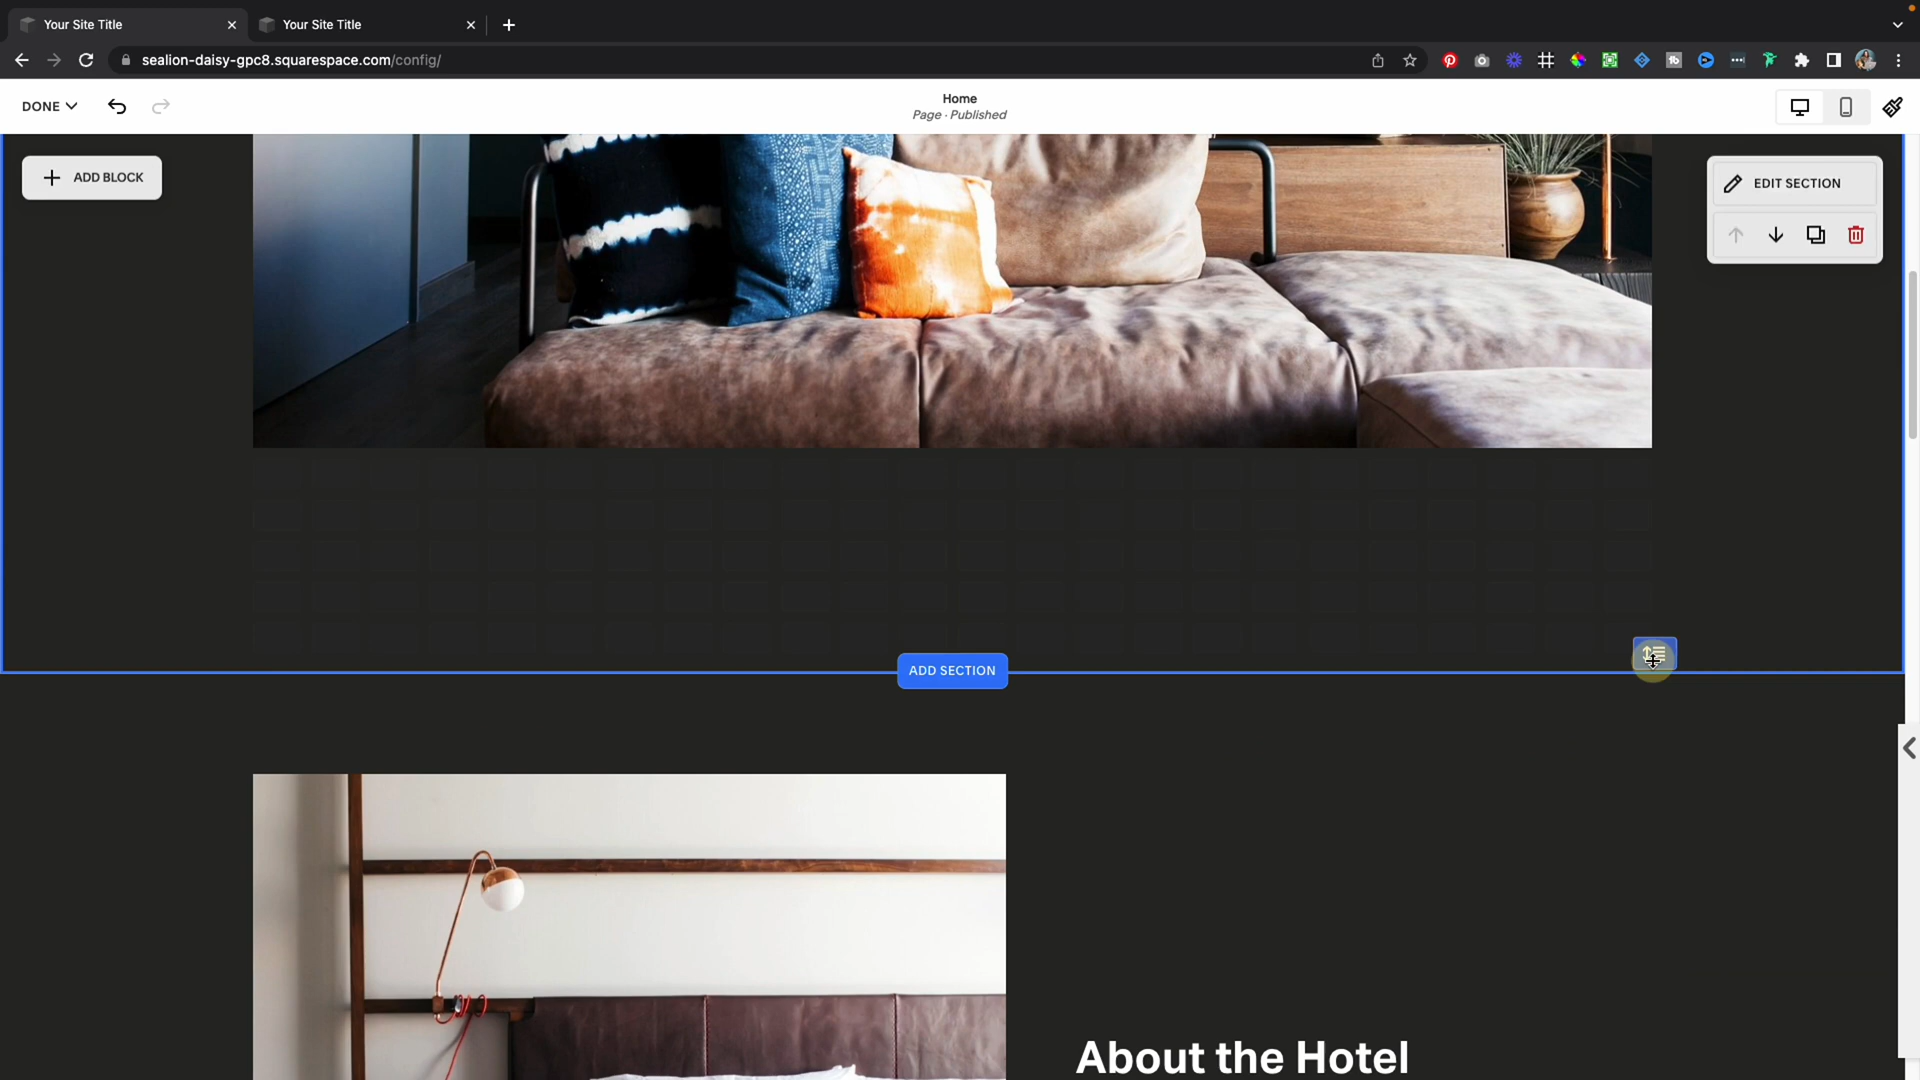 Your Site Title
Your Site Title
sealion-daisy-gpc8.squarespace.com/config/
DONE
Home
Page · Published
ADD BLOCK
EDIT SECTION
ADD SECTION
About the Hotel